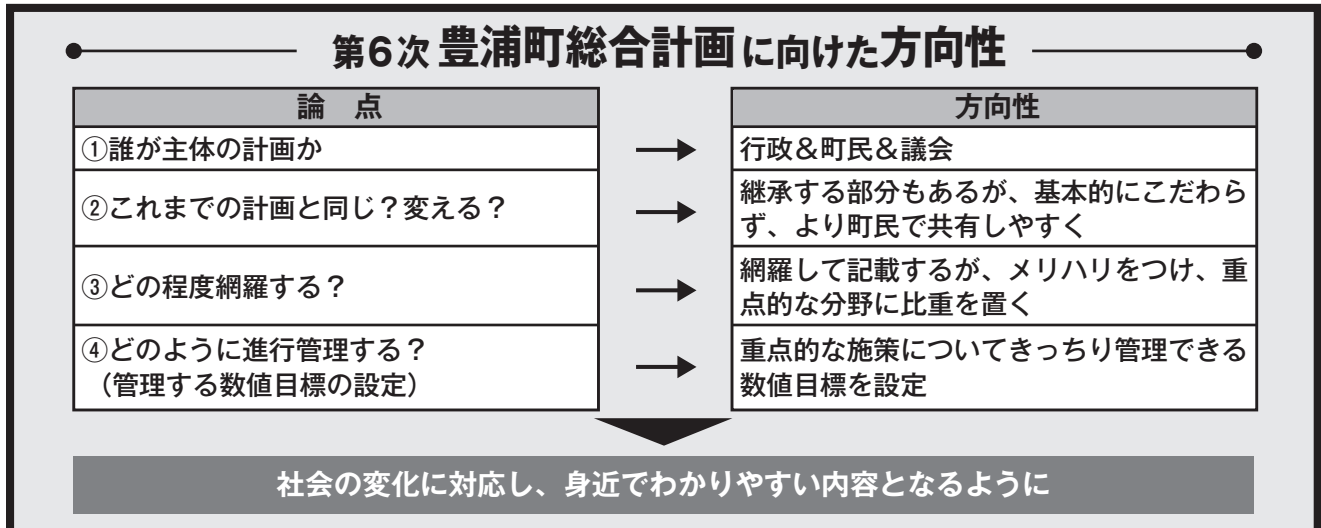 第6次 豊浦町総合計画に向けた方向性
論 点
方向性
①誰が主体の計画か
→
行政&町民&議会
②これまでの計画と同じ?変える?
→
継承する部分もあるが、基本的にこだわら
ず、より町民で共有しやすく
③どの程度網羅する?
→
網羅して記載するが、メリハリをつけ、重
点的な分野に比重を置く
④どのように進行管理する?
(管理する数値目標の設定)
→
重点的な施策についてきっちり管理できる
数値目標を設定
社会の変化に対応し、身近でわかりやすい内容となるように